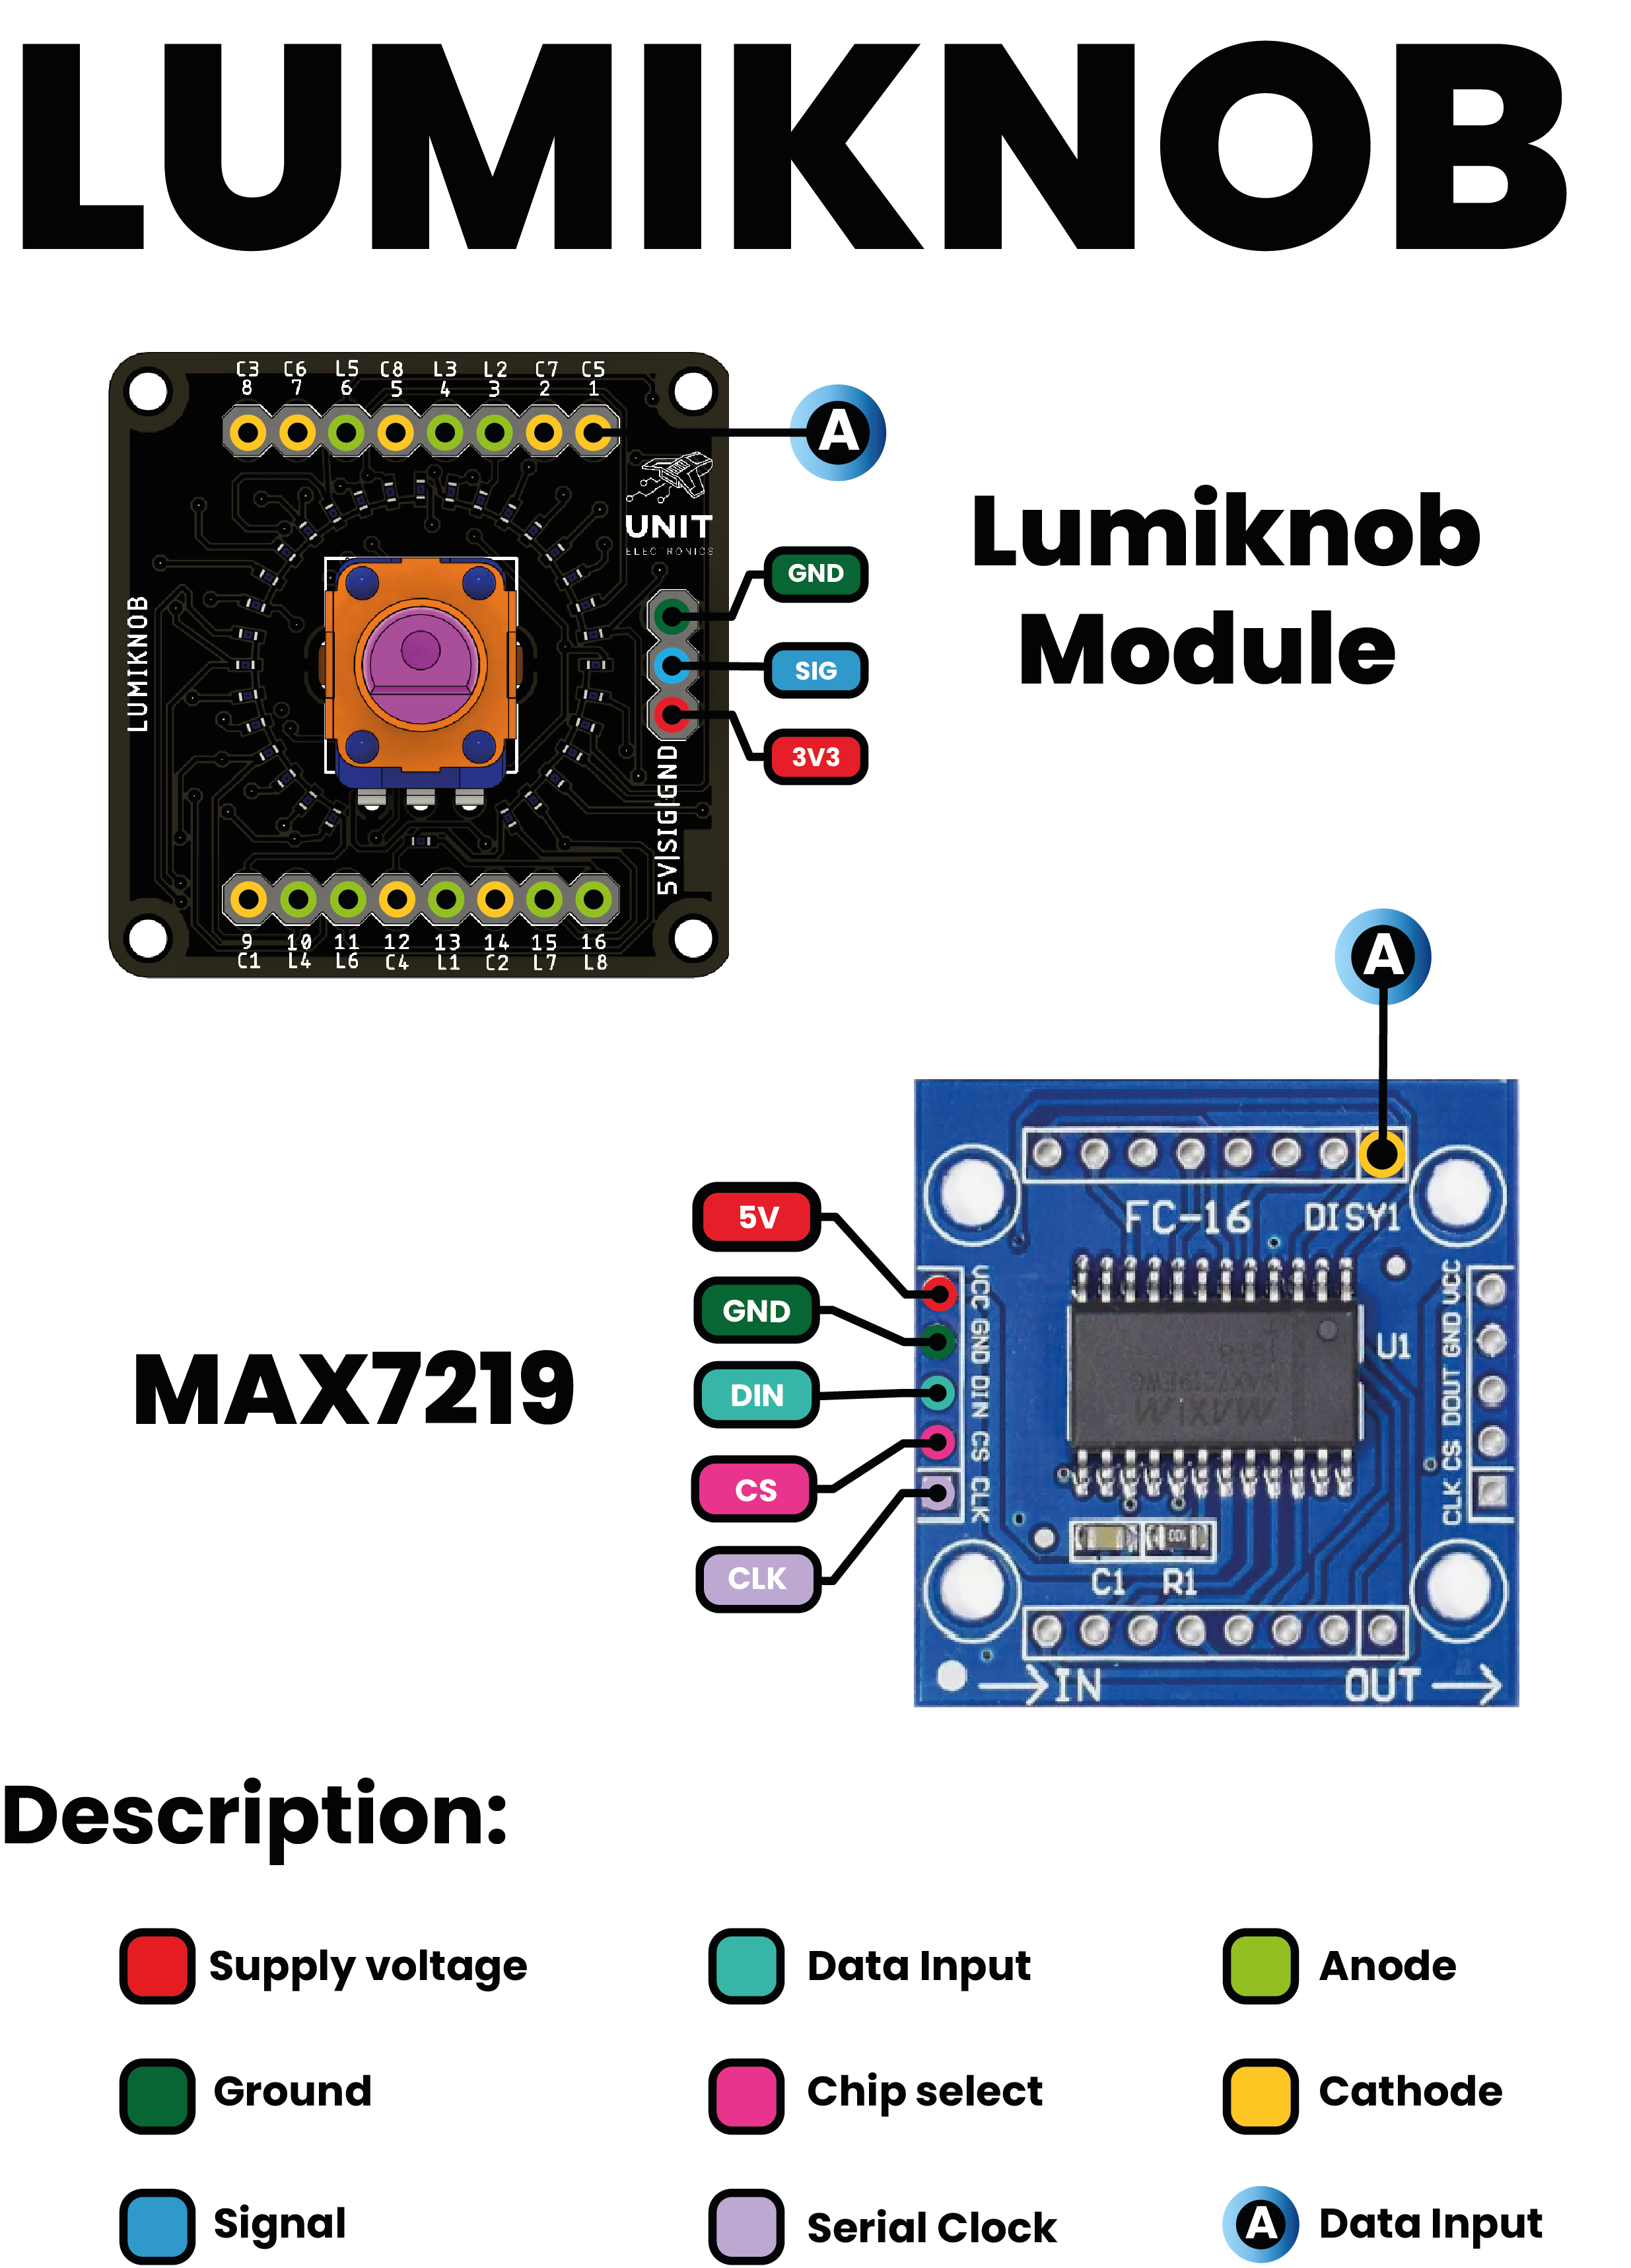 LUMIKNOB
C3 C6 L5 C8 L3 L2 C7 C5
8 7 6 5 4 3 2 1
A
UNIT
ELECTRONICS
GND
SIG
3V3
Lumiknob
Module
LUMIKNOB
5V|SIG|GND
9 10 11 12 13 14 15 16
C1 L4 L6 C4 L1 C2 L7 L8
A
FC-16 DISY1
5V
GND
DIN
CS
CLK
VCC GND DIN CS CLK
MAX7219
U1
MAXIM
MAX7219EWG
CLK CS DOUT GND VCC
C1 R1
→IN OUT→
Description:
Supply voltage
Data Input
Anode
Ground
Chip select
Cathode
Signal
Serial Clock
A Data Input